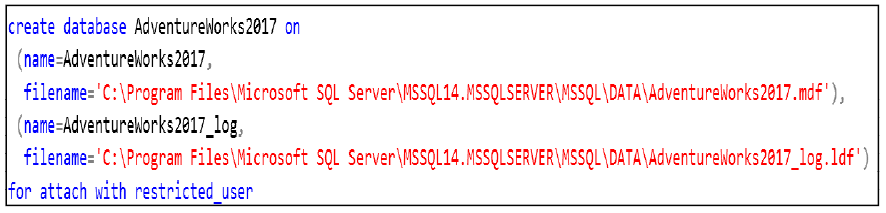 create database AdventureWorks2017 on
(name=AdventureWorks2017,
filename='C:\Program Files\Microsoft SQL Server\MSSQL14.MSSQLSERVER\MSSQL\DATA\AdventureWorks2017.mdf'),
(name=AdventureWorks2017_log,
filename='C:\Program Files\Microsoft SQL Server\MSSQL14.MSSQLSERVER\MSSQL\DATA\AdventureWorks2017_log.ldf')
for attach with restricted_user